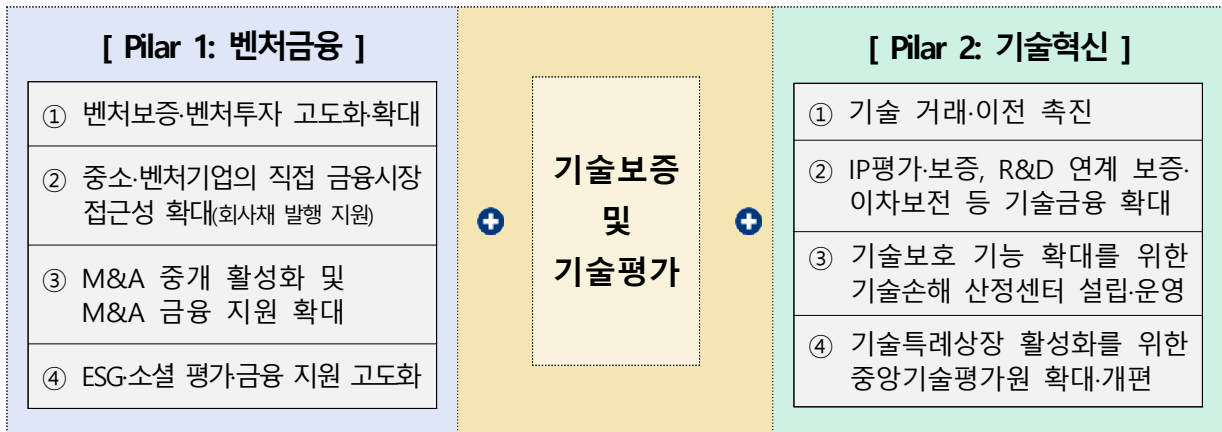 [ Pilar 1: 벤처금융 ]
① 벤처보증·벤처투자 고도화·확대
② 중소·벤처기업의 직접 금융시장
접근성 확대(회사채 발행 지원)
③ M&A 중개 활성화 및
M&A 금융 지원 확대
④ ESG·소셜 평가·금융 지원 고도화
기술보증
및
기술평가
[ Pilar 2: 기술혁신 ]
① 기술 거래·이전 촉진
② IP평가·보증, R&D 연계 보증·
이차보전 등 기술금융 확대
③ 기술보호 기능 확대를 위한
기술손해 산정센터 설립·운영
④ 기술특례상장 활성화를 위한
중앙기술평가원 확대·개편